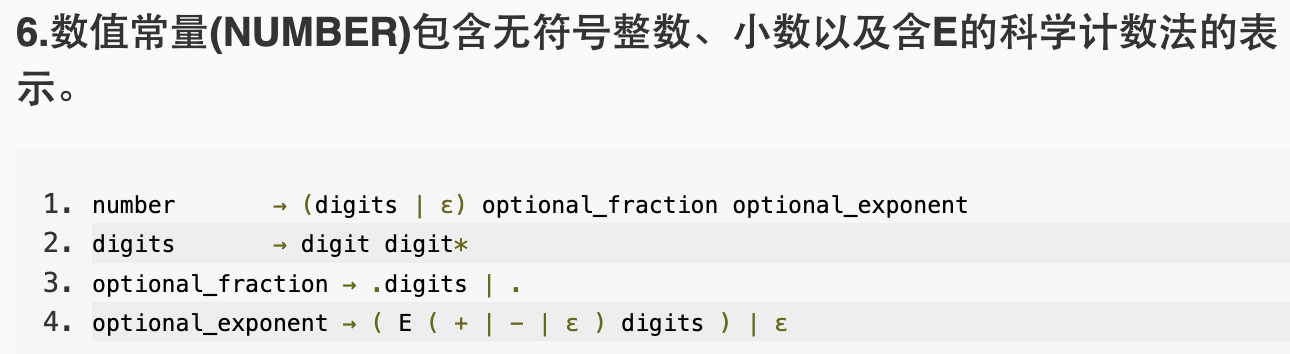 6.数值常量(NUMBER)包含无符号整数、小数以及含E的科学计数法的表
示。
1. number → (digits | ε) optional_fraction optional_exponent
2. digits → digit digit*
3. optional_fraction → .digits | .
4. optional_exponent → ( E ( + | − | ε ) digits ) | ε